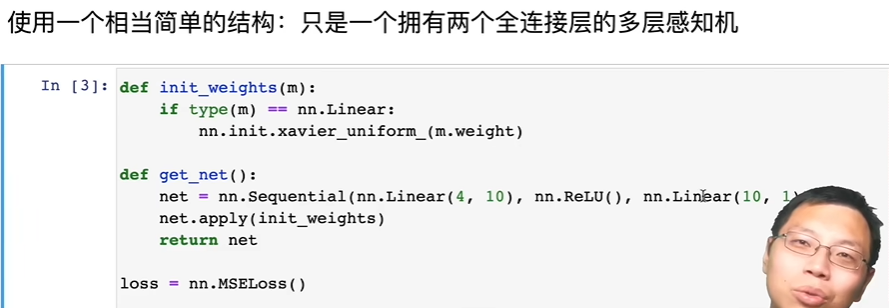 使用一个相当简单的结构：只是一个拥有两个全连接层的多层感知机
In [3]: def init_weights(m):
if type(m) == nn.Linear:
nn.init.xavier_uniform_(m.weight)
def get_net():
net = nn.Sequential(nn.Linear(4, 10), nn.ReLU(), nn.Linear(10, 1)
net.apply(init_weights)
return net
loss = nn.MSELoss()